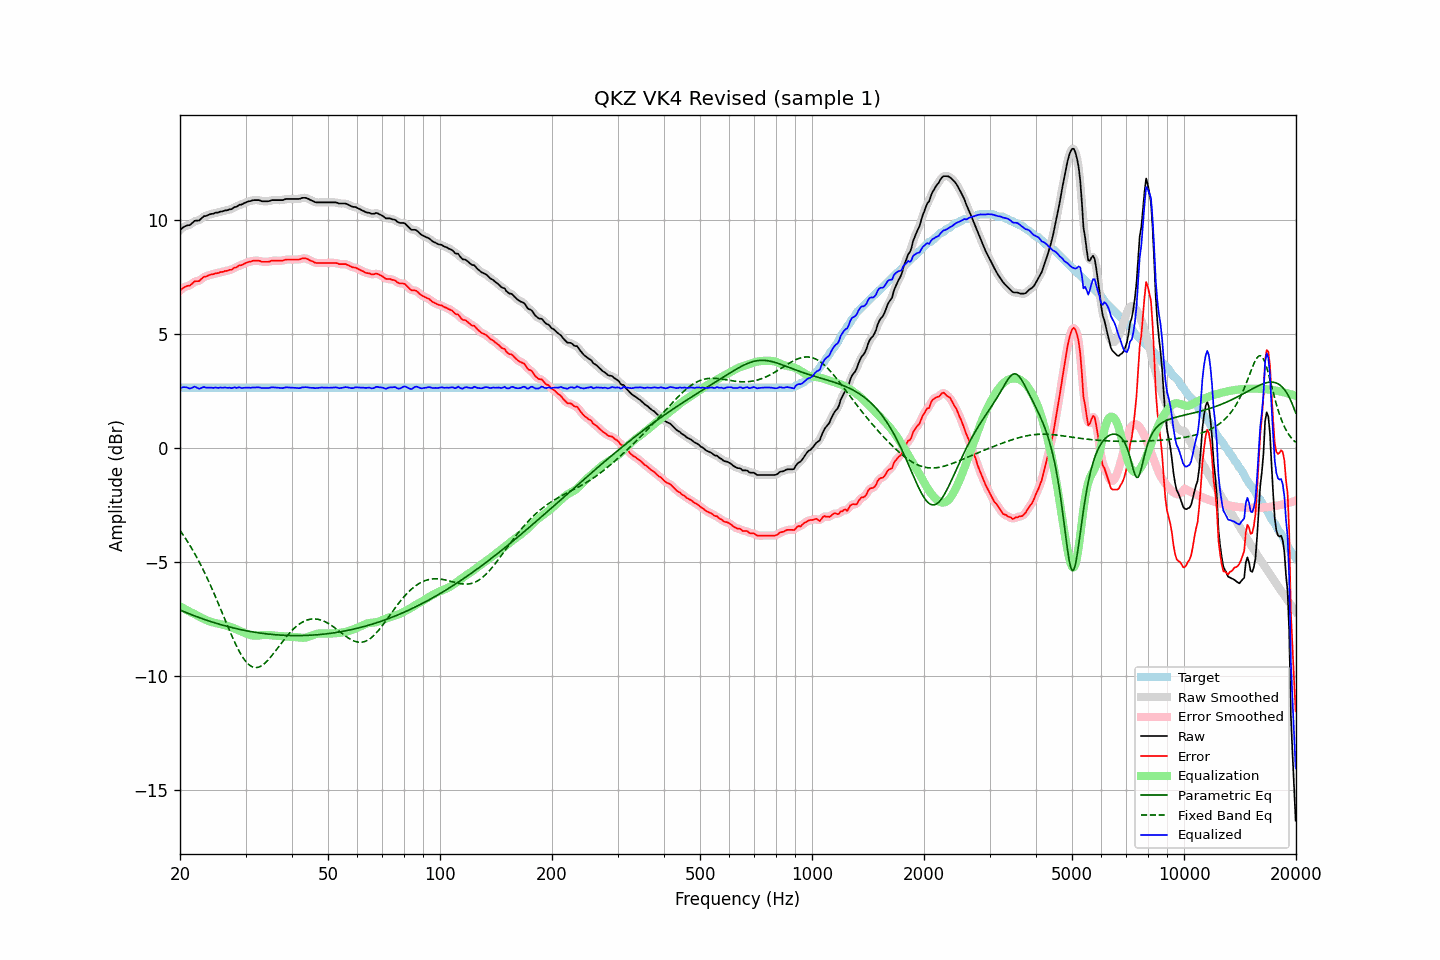 QKZ VK4 Revised (sample 1)
Amplitude (dBr)
10
5
0
−5
−10
−15
20
50
100
200
500
1000
2000
5000
10000
20000
Frequency (Hz)
Target
Raw Smoothed
Error Smoothed
Raw
Error
Equalization
Parametric Eq
Fixed Band Eq
Equalized